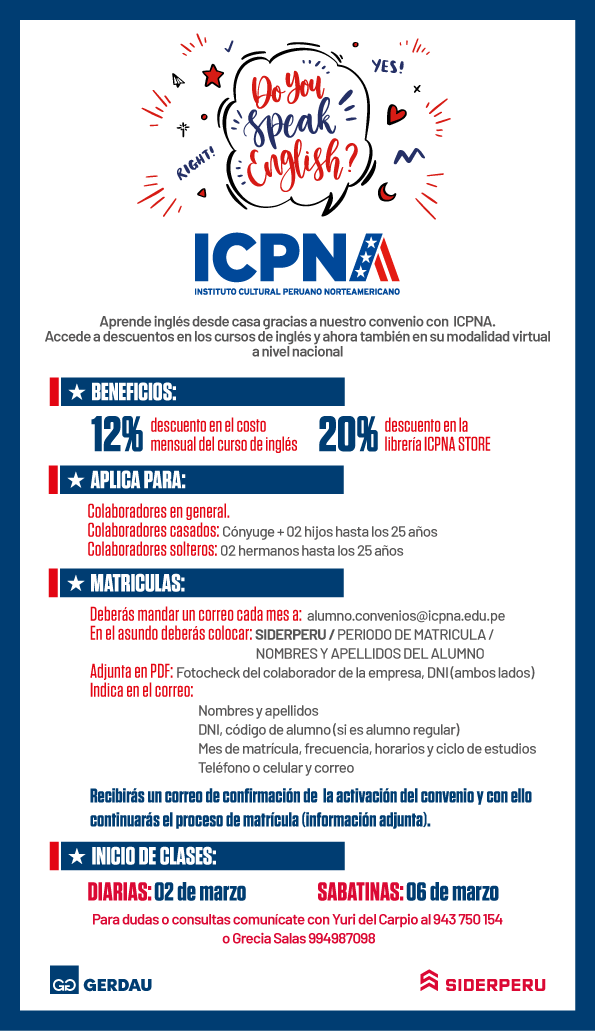 Do You
Speak
English?
YES!
RIGHT!
ICPNA
INSTITUTO CULTURAL PERUANO NORTEAMERICANO
Aprende inglés desde casa gracias a nuestro convenio con ICPNA.
Accede a descuentos en los cursos de inglés y ahora también en su modalidad virtual
a nivel nacional
BENEFICIOS:
12% descuento en el costo
mensual del curso de inglés
20% descuento en la
librería ICPNA STORE
APLICA PARA:
Colaboradores en general.
Colaboradores casados: Cónyuge + 02 hijos hasta los 25 años
Colaboradores solteros: 02 hermanos hasta los 25 años
MATRICULAS:
Deberás mandar un correo cada mes a: alumno.convenios@icpna.edu.pe
En el asundo deberás colocar: SIDERPERU / PERIODO DE MATRICULA /
NOMBRES Y APELLIDOS DEL ALUMNO
Adjunta en PDF: Fotocheck del colaborador de la empresa, DNI (ambos lados)
Indica en el correo:
Nombres y apellidos
DNI, código de alumno (si es alumno regular)
Mes de matrícula, frecuencia, horarios y ciclo de estudios
Teléfono o celular y correo
Recibirás un correo de confirmación de la activación del convenio y con ello
continuarás el proceso de matrícula (información adjunta).
INICIO DE CLASES:
DIARIAS: 02 de marzo
SABATINAS: 06 de marzo
Para dudas o consultas comunícate con Yuri del Carpio al 943 750 154
o Grecia Salas 994987098
GERDAU
SIDERPERU